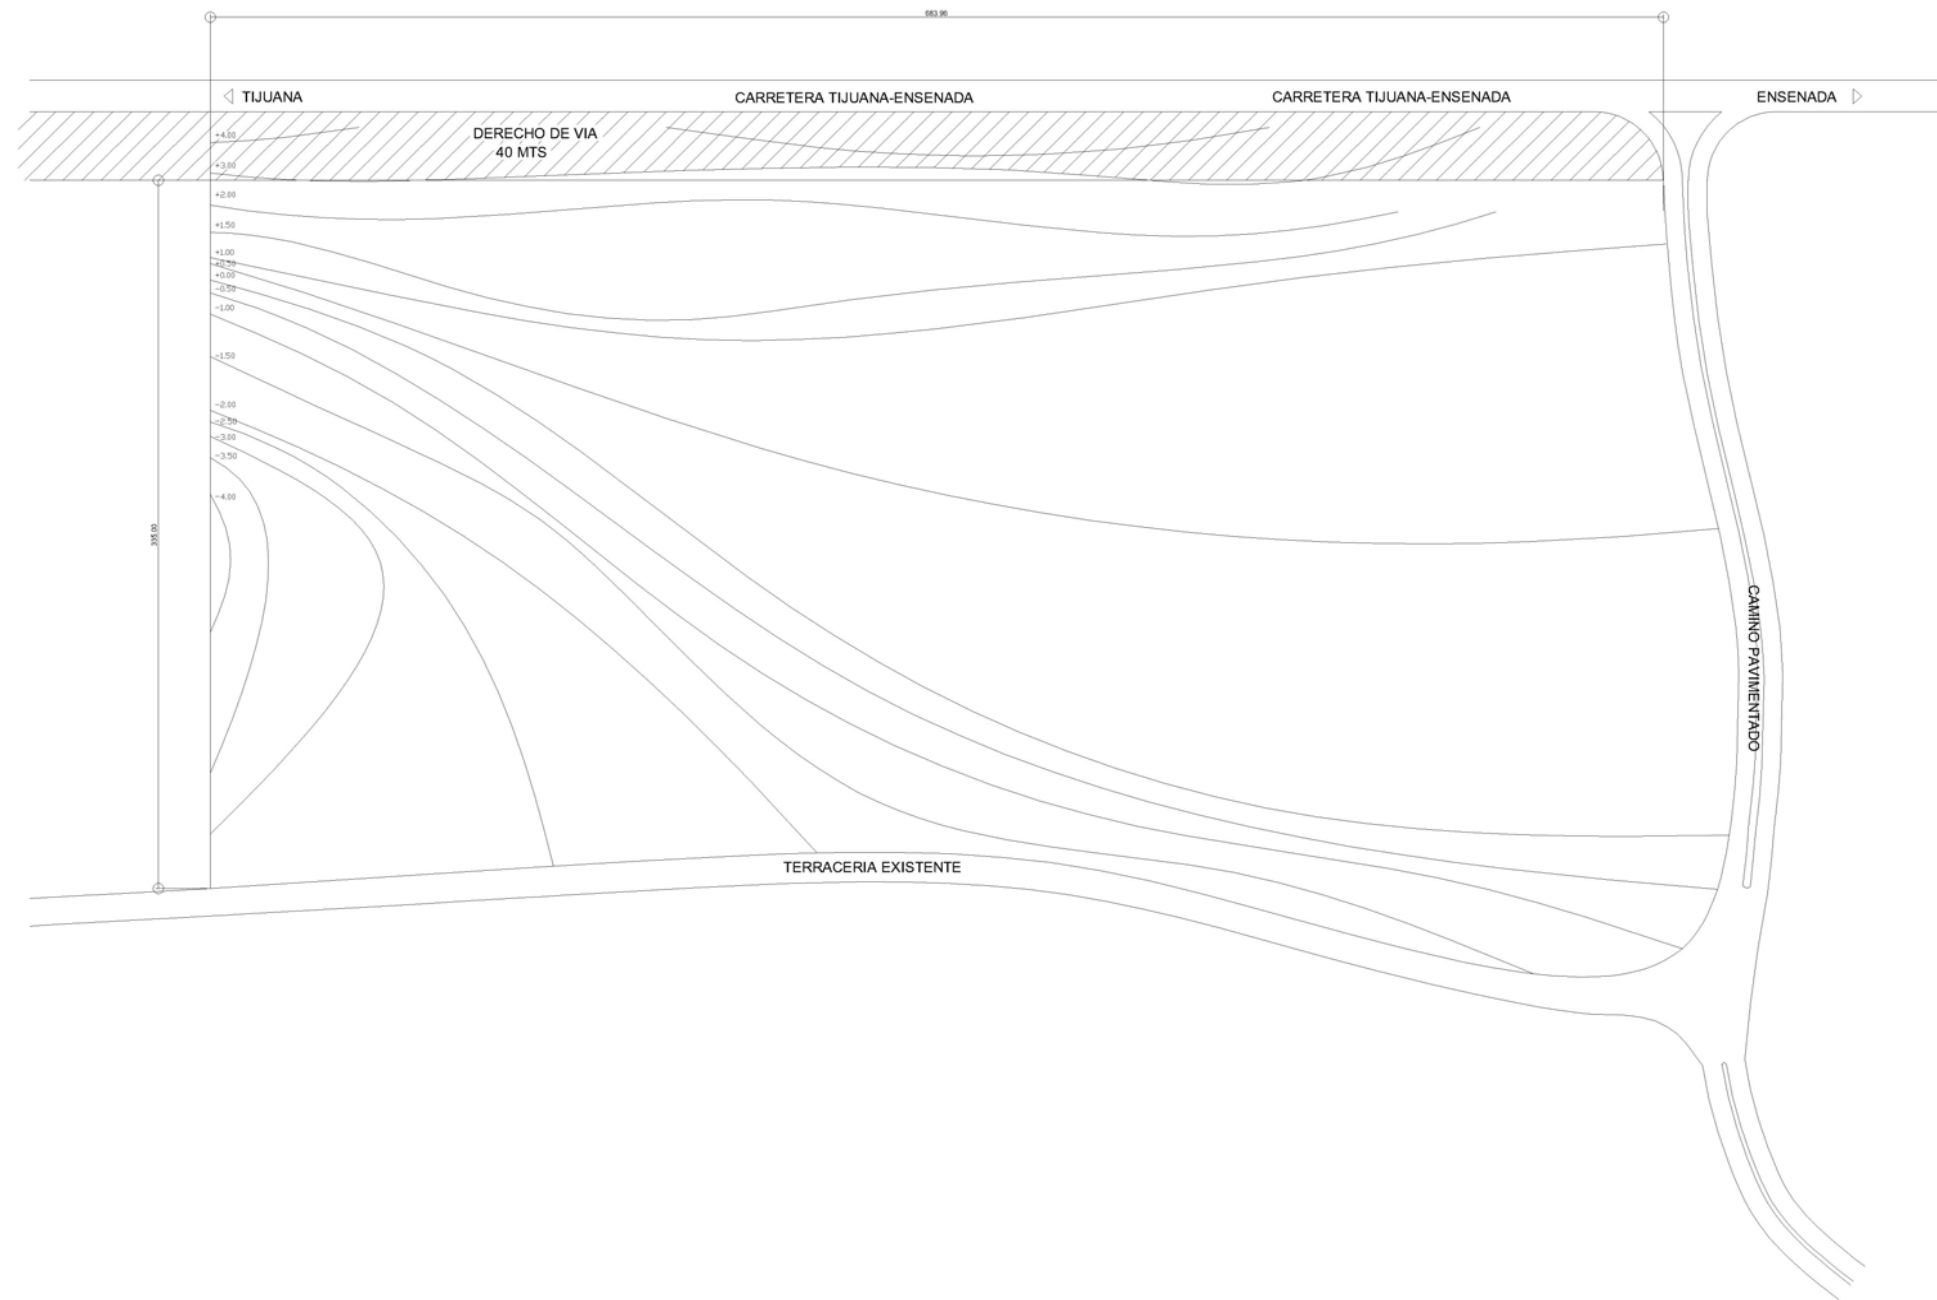 683.96
TIJUANA
CARRETERA TIJUANA-ENSENADA
CARRETERA TIJUANA-ENSENADA
ENSENADA
DERECHO DE VIA
40 MTS
+4.00
+3.00
+2.00
+1.50
+1.00
+0.50
+0.00
-0.50
-1.00
-1.50
-2.00
-2.50
-3.00
-3.50
-4.00
335.00
CAMINO PAVIMENTADO
TERRACERIA EXISTENTE